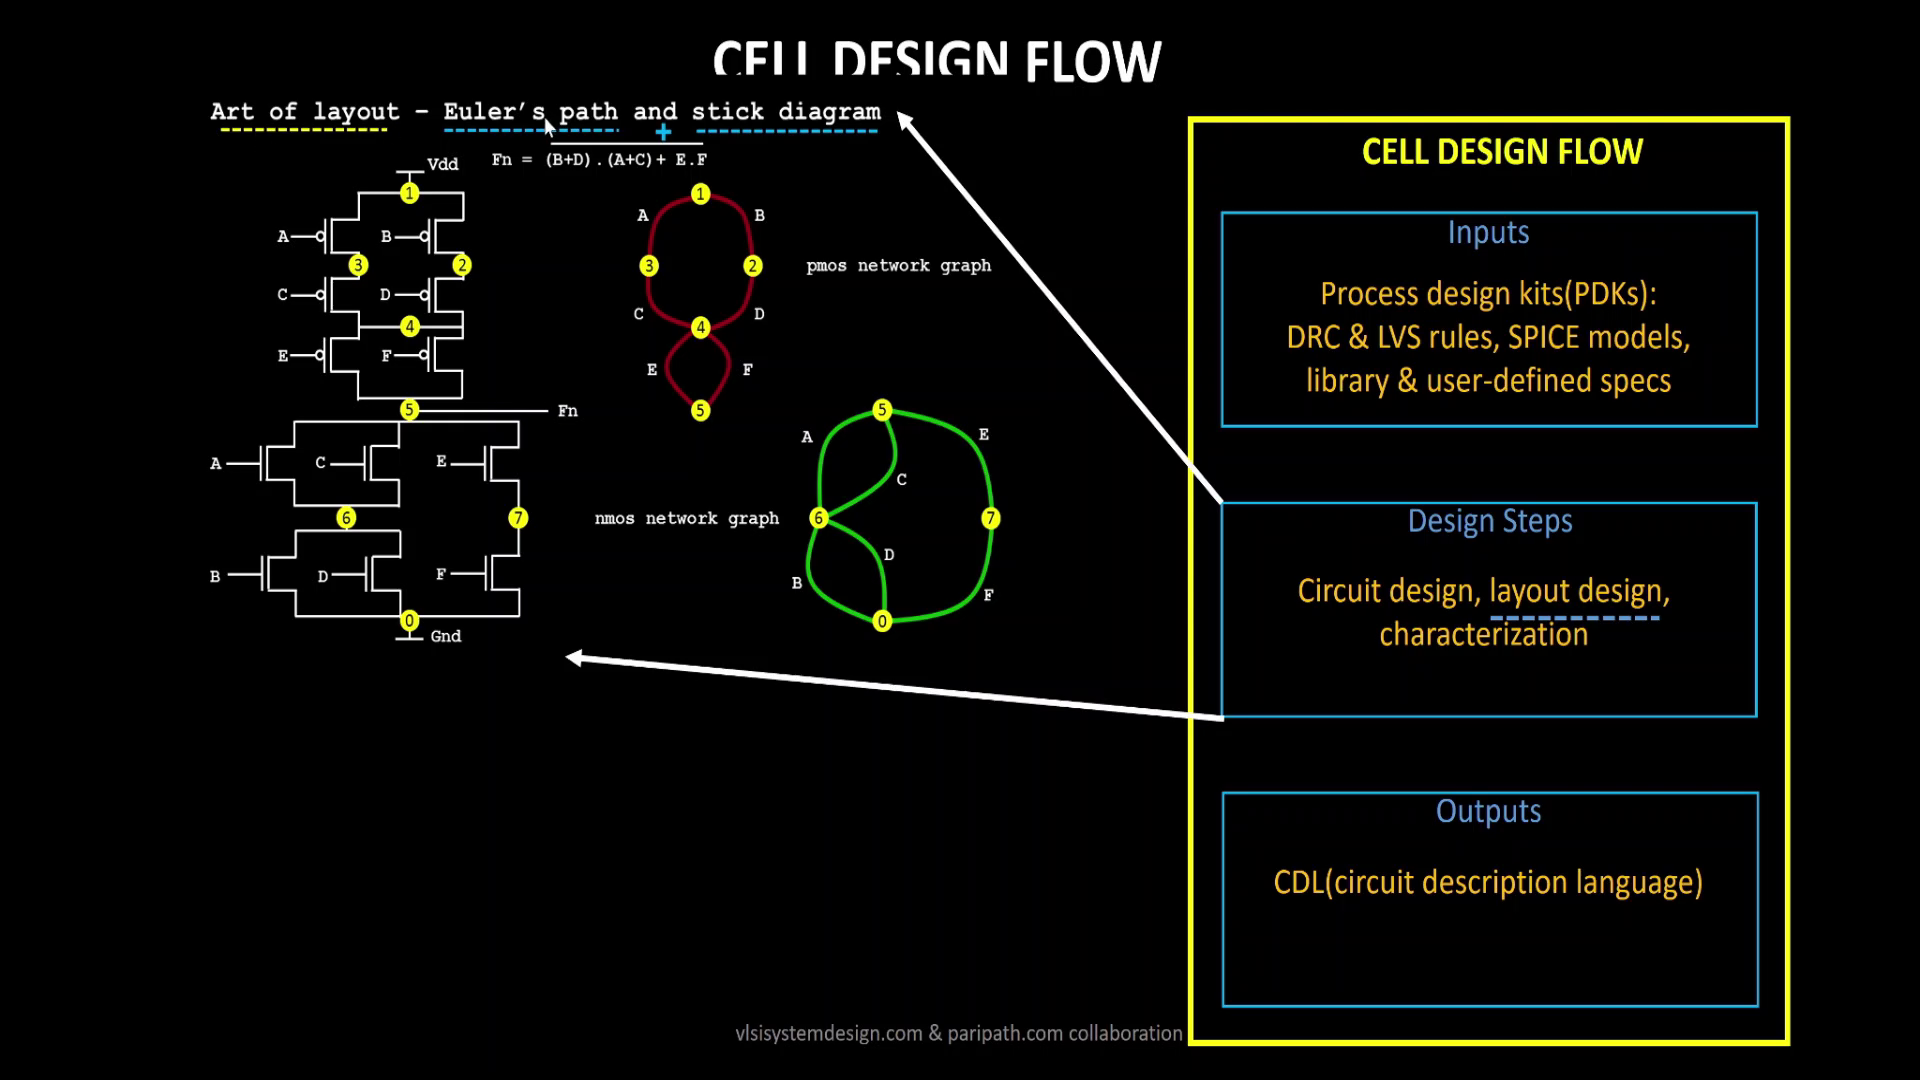 CELL DESIGN FLOW
Art of layout – Euler's path and stick diagram
+
Fn = (B+D).(A+C)+ E.F
Vdd
1
A
B
3
2
C
D
4
E
F
5
Fn
A
C
E
6
7
B
D
F
0
Gnd
1
A
B
3
2
pmos network graph
C
D
4
E
F
5
5
A
E
C
nmos network graph
6
7
D
B
F
0
CELL DESIGN FLOW
Inputs
Process design kits(PDKs):
DRC & LVS rules, SPICE models,
library & user-defined specs
Design Steps
Circuit design, layout design,
characterization
Outputs
CDL(circuit description language)
vlsisystemdesign.com & paripath.com collaboration